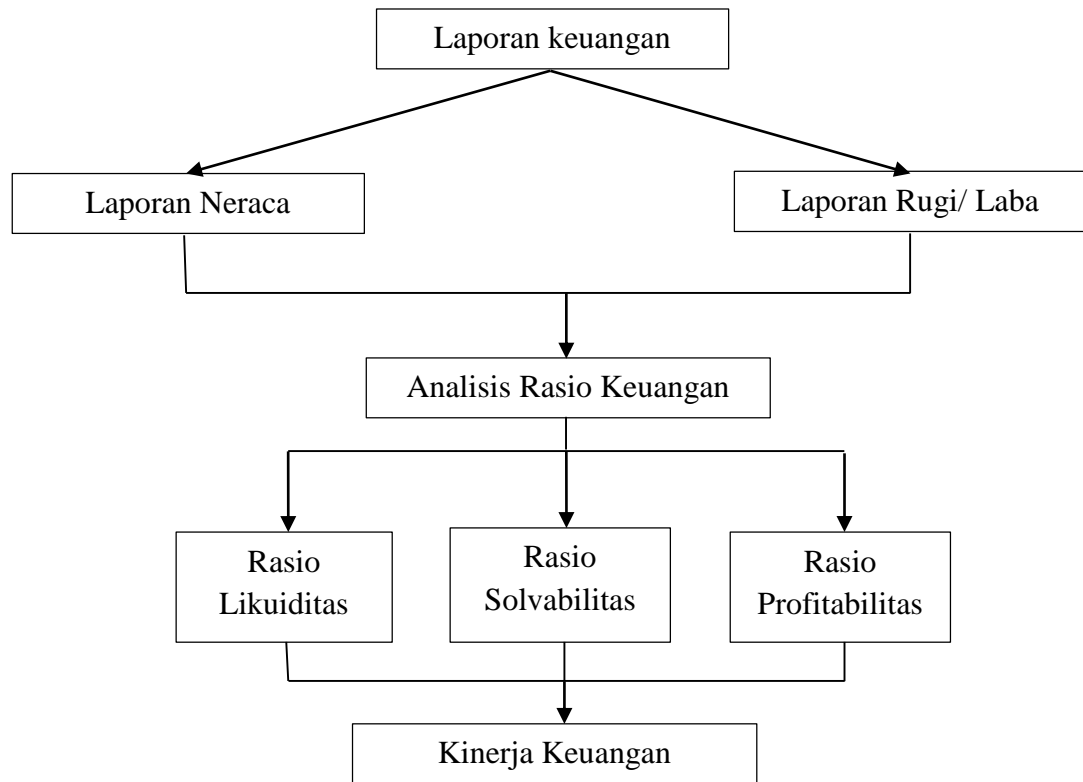 Laporan keuangan
Laporan Neraca
Laporan Rugi/ Laba
Analisis Rasio Keuangan
Rasio
Likuiditas
Rasio
Solvabilitas
Rasio
Profitabilitas
Kinerja Keuangan